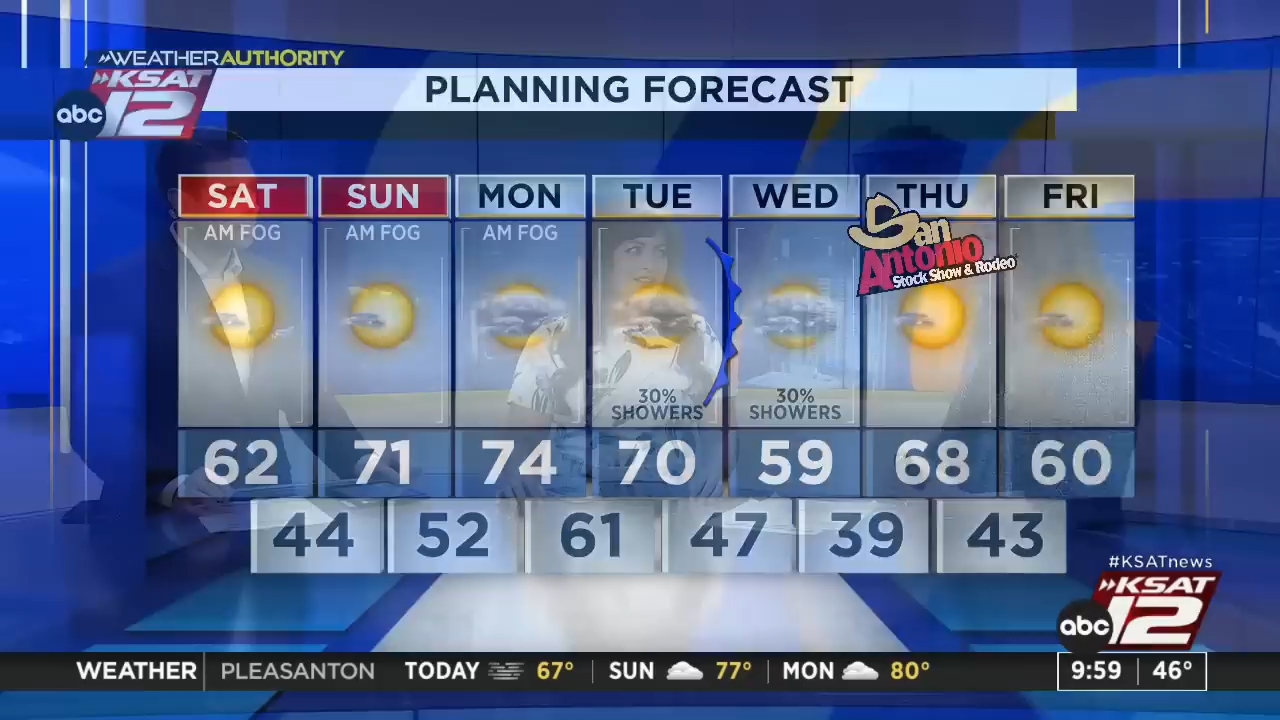 WEATHERAUTHORITY
KSAT
abc 12
PLANNING FORECAST
SAT SUN MON TUE WED THU FRI
AM FOG AM FOG AM FOG
San
Antonio
Stock Show & Rodeo
30% 30%
SHOWERS SHOWERS
62 71 74 70 59 68 60
44 52 61 47 39 43
#KSATnews
KSAT
abc 12
WEATHER PLEASANTON TODAY 67° SUN 77° MON 80° 9:59 46°